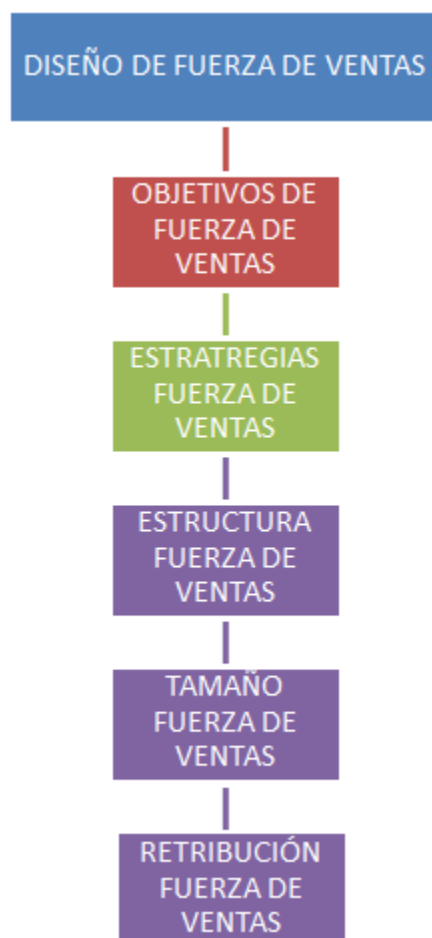 DISEÑO DE FUERZA DE VENTAS
OBJETIVOS DE
FUERZA DE
VENTAS
ESTRATREGIAS
FUERZA DE
VENTAS
ESTRUCTURA
FUERZA DE
VENTAS
TAMAÑO
FUERZA DE
VENTAS
RETRIBUCIÓN
FUERZA DE
VENTAS